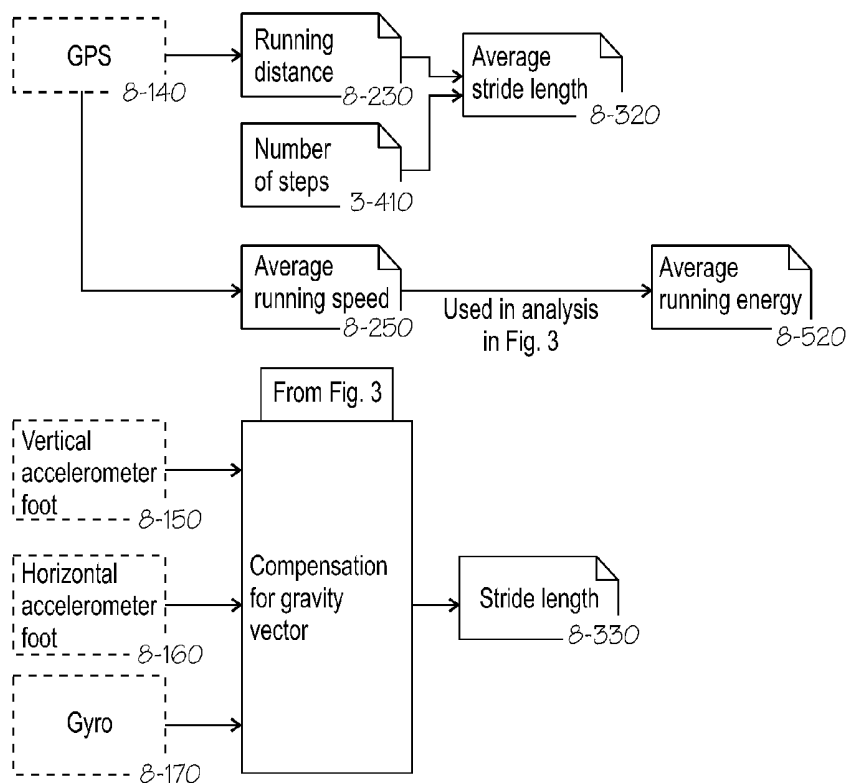 GPS
8-140
Running
distance
8-230
Average
stride length
8-320
Number
of steps
3-410
Average
running speed
8-250
Used in analysis
in Fig. 3
Average
running energy
8-520
From Fig. 3
Vertical
accelerometer
foot
8-150
Horizontal
accelerometer
foot
8-160
Gyro
8-170
Compensation
for gravity
vector
Stride length
8-330